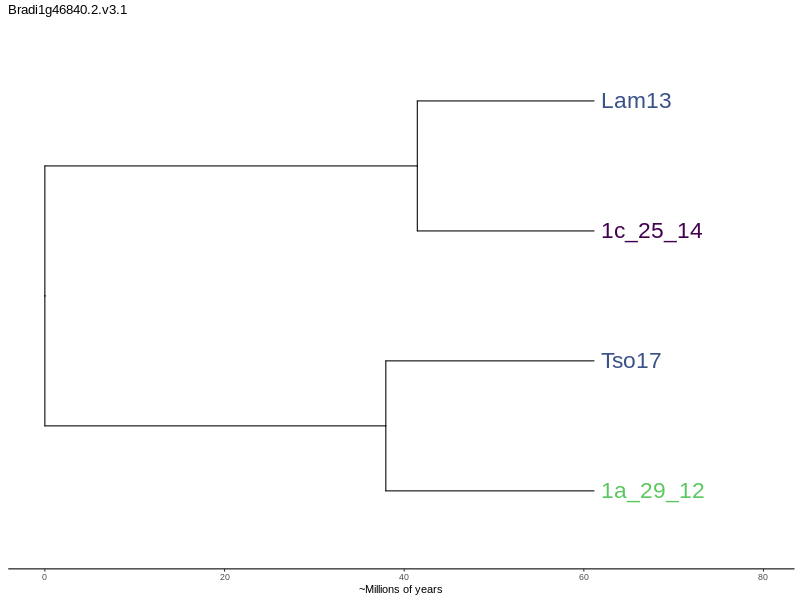 Bradi1g46840.2.v3.1
Lam13
1c_25_14
Tso17
1a_29_12
0 20 40 60 80
~Millions of years